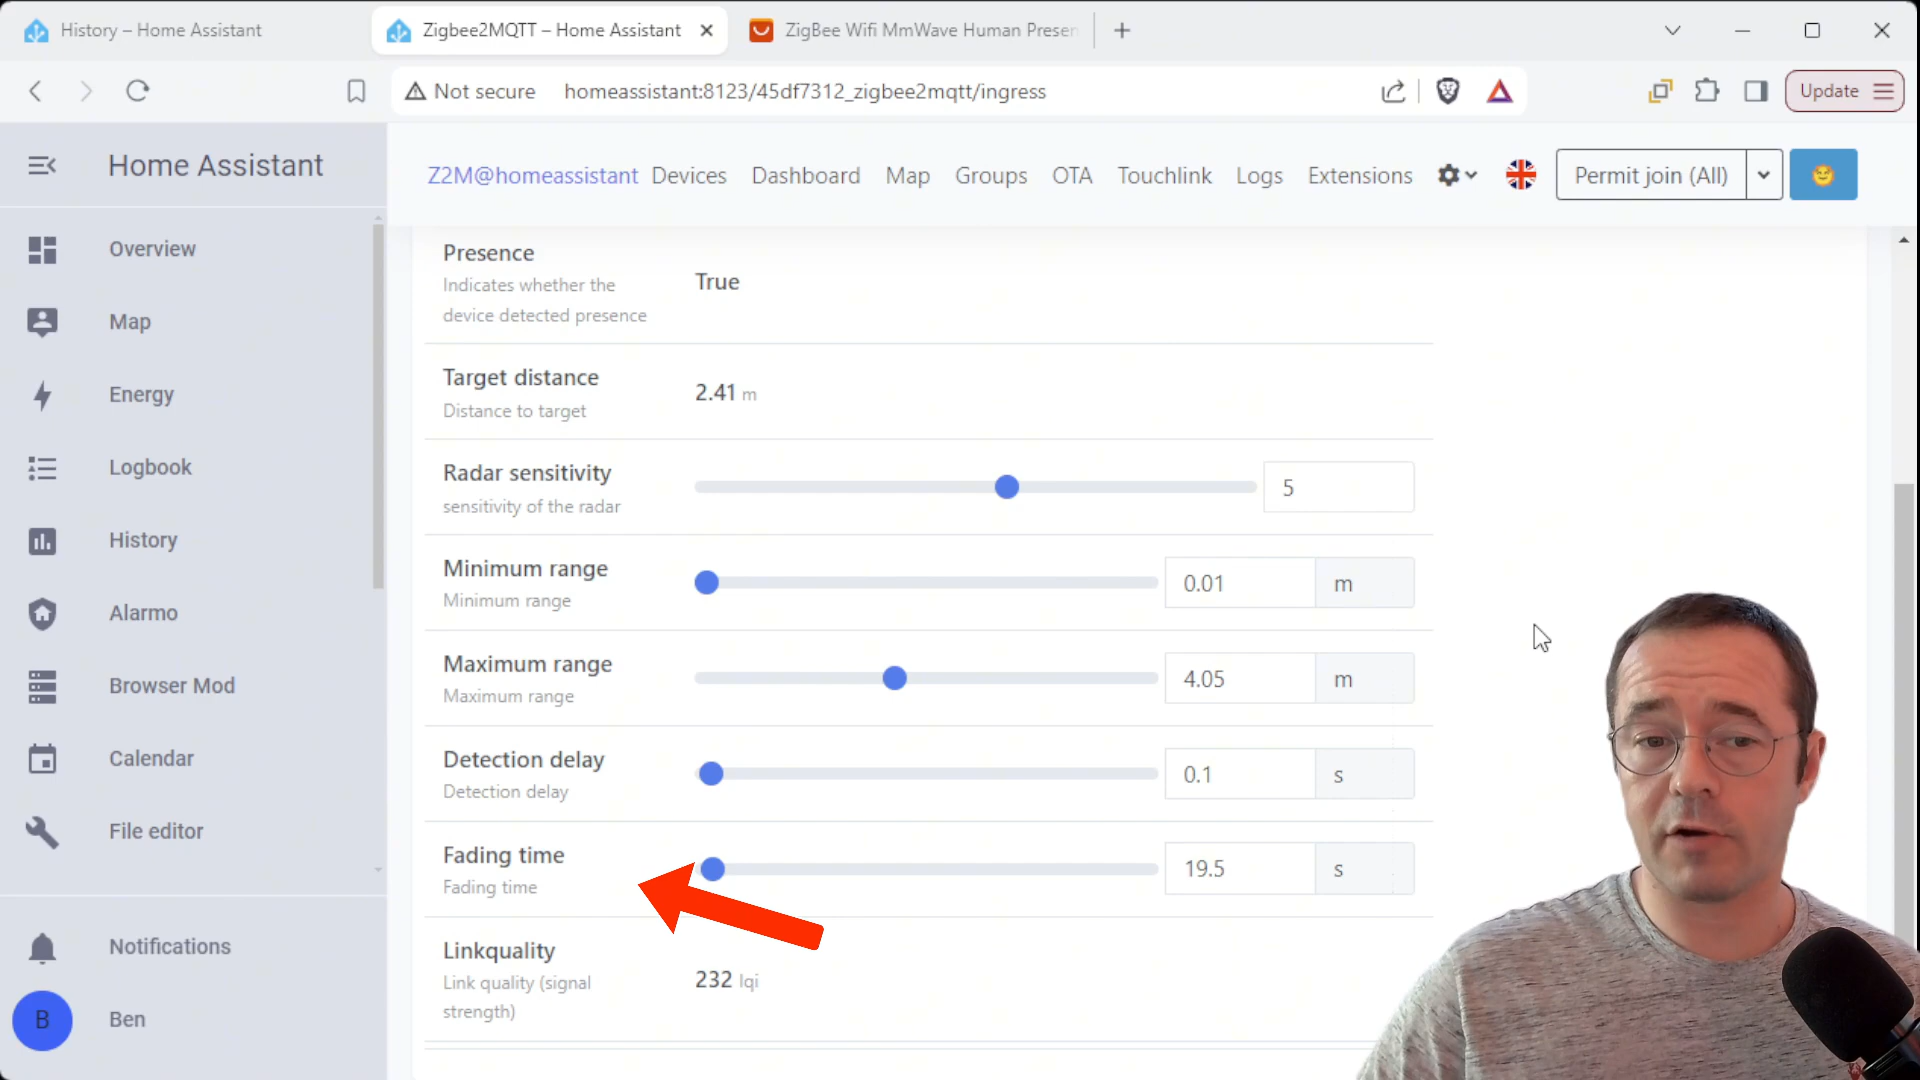 History – Home Assistant
Zigbee2MQTT – Home Assistant
ZigBee Wifi MmWave Human Presen
Not secure
homeassistant:8123/45df7312_zigbee2mqtt/ingress
Update
Home Assistant
Z2M@homeassistant
Devices
Dashboard
Map
Groups
OTA
Touchlink
Logs
Extensions
Permit join (All)
Overview
Map
Energy
Logbook
History
Alarmo
Browser Mod
Calendar
File editor
Notifications
B
Ben
Presence
Indicates whether the
device detected presence
True
Target distance
Distance to target
2.41 m
Radar sensitivity
sensitivity of the radar
5
Minimum range
Minimum range
0.01 m
Maximum range
Maximum range
4.05 m
Detection delay
Detection delay
0.1 s
Fading time
Fading time
19.5 s
Linkquality
Link quality (signal
strength)
232 lqi